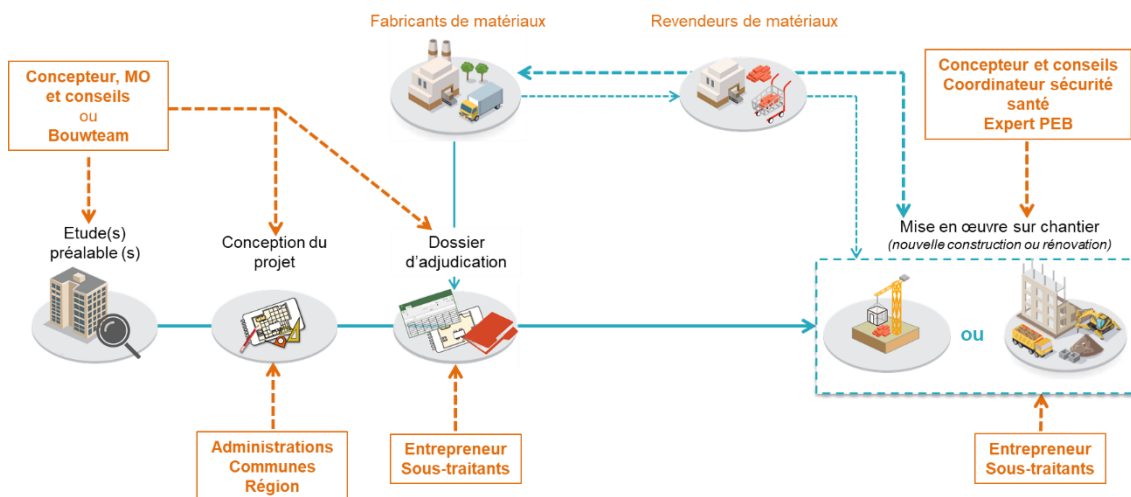 Fabricants de matériaux
Revendeurs de matériaux
Concepteur, MO
et conseils
ou
Bouwteam
Concepteur et conseils
Coordinateur sécurité
santé
Expert PEB
Etude(s)
préalable (s)
Conception du
projet
Dossier
d'adjudication
Mise en œuvre sur chantier
(nouvelle construction ou rénovation)
ou
Administrations
Communes
Région
Entrepreneur
Sous-traitants
Entrepreneur
Sous-traitants